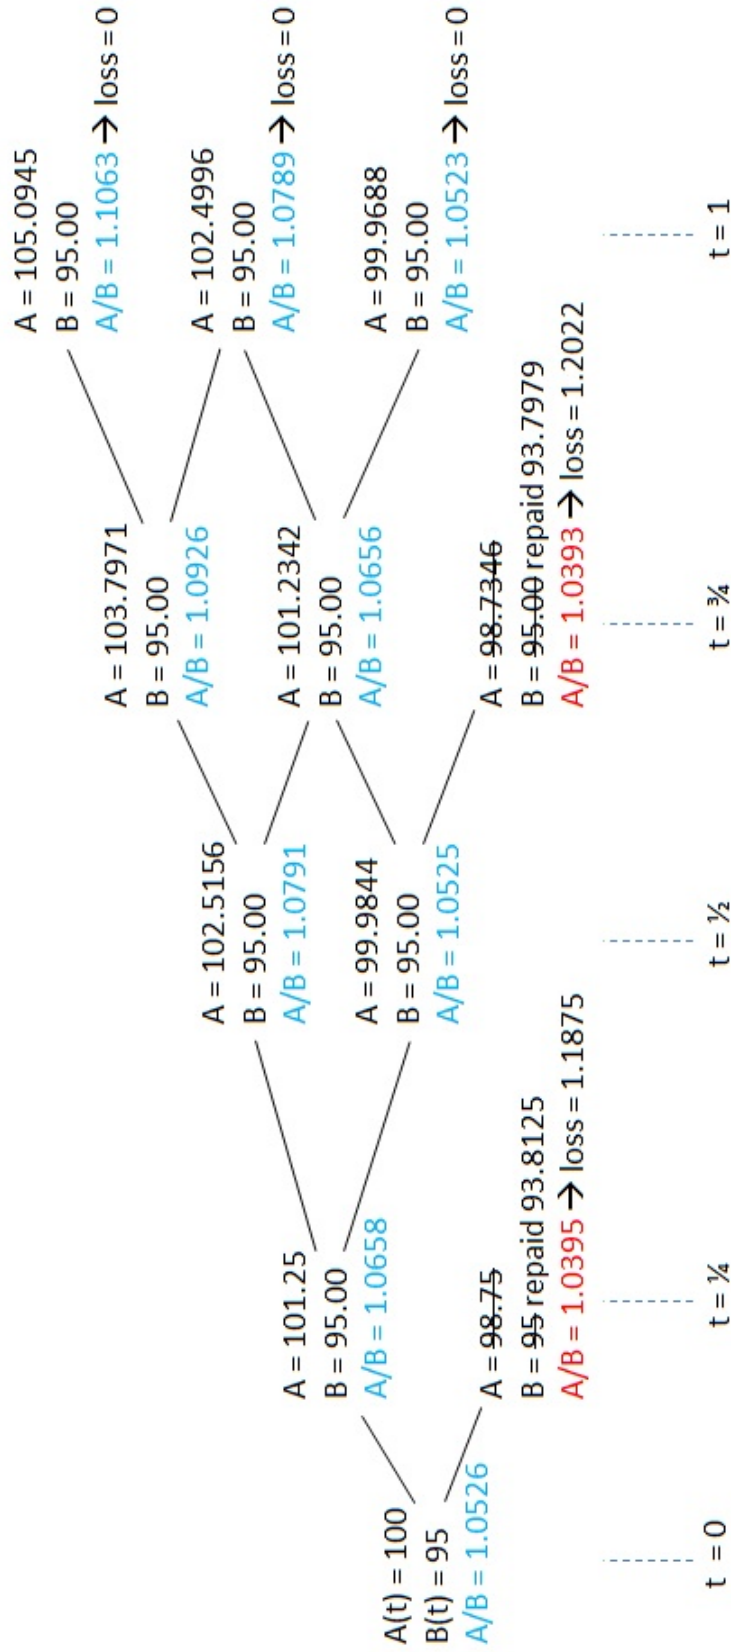 A(t) = 100
B(t) = 95
A/B = 1.0526
A = 101.25
B = 95.00
A/B = 1.0658
A = 98.75
B = 95 repaid 93.8125
A/B = 1.0395 → loss = 1.1875
A = 102.5156
B = 95.00
A/B = 1.0791
A = 99.9844
B = 95.00
A/B = 1.0525
A = 103.7971
B = 95.00
A/B = 1.0926
A = 101.2342
B = 95.00
A/B = 1.0656
A = 98.7346
B = 95.00 repaid 93.7979
A/B = 1.0393 → loss = 1.2022
A = 105.0945
B = 95.00
A/B = 1.1063 → loss = 0
A = 102.4996
B = 95.00
A/B = 1.0789 → loss = 0
A = 99.9688
B = 95.00
A/B = 1.0523 → loss = 0
t = 0
t = ¼
t = ½
t = ¾
t = 1